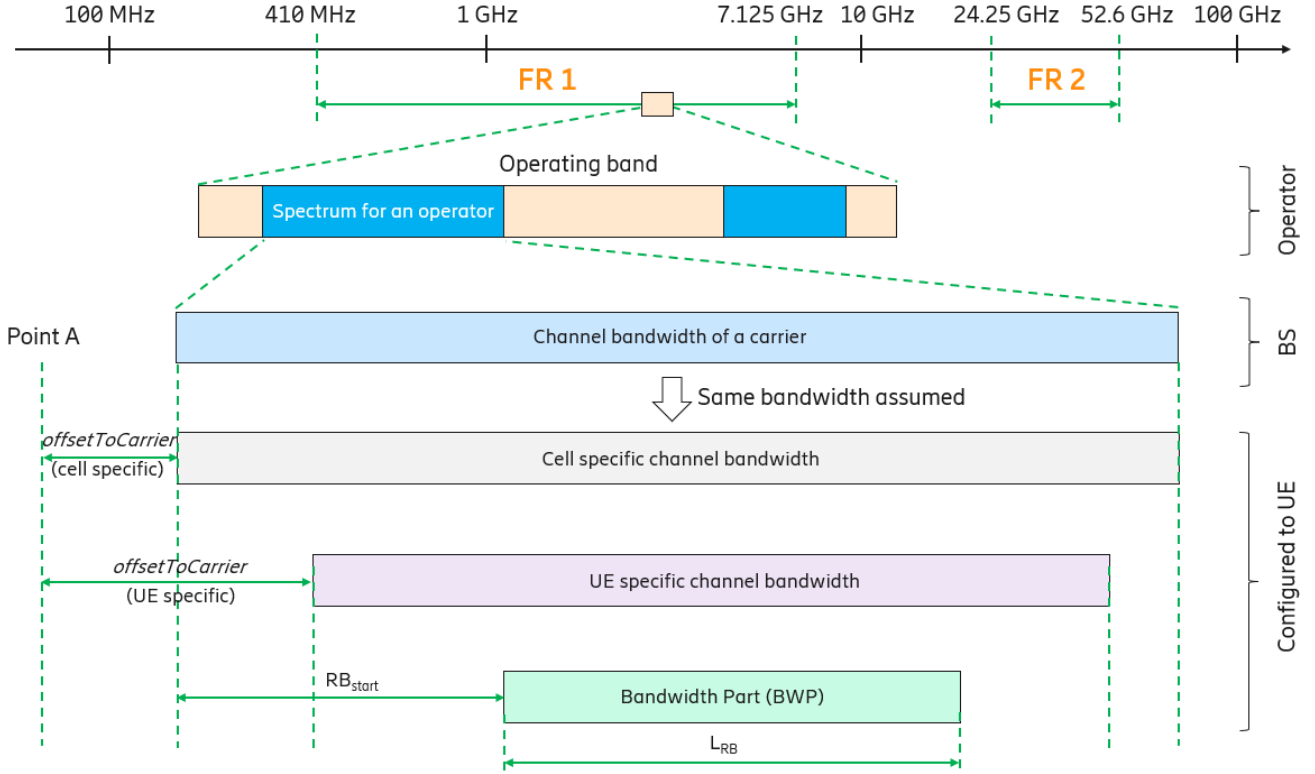 100 MHz 410 MHz 1 GHz 7.125 GHz 10 GHz 24.25 GHz 52.6 GHz 100 GHz
FR 1 FR 2
Operating band
Spectrum for an operator
Operator
Point A
Channel bandwidth of a carrier
BS
Same bandwidth assumed
offsetToCarrier
(cell specific)
Cell specific channel bandwidth
offsetToCarrier
(UE specific)
UE specific channel bandwidth
Configured to UE
RBstart
Bandwidth Part (BWP)
LRB